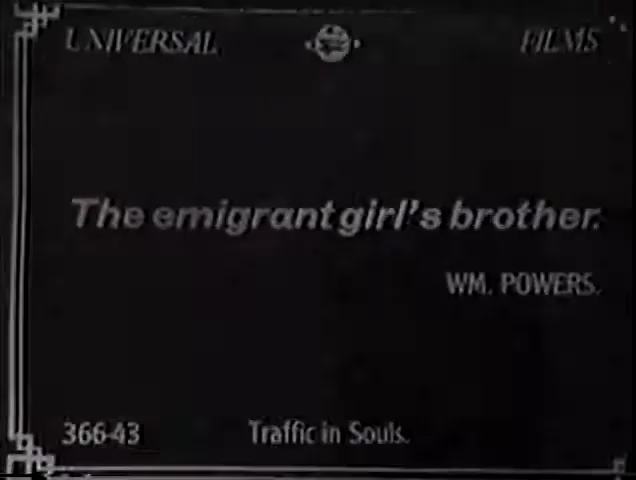 UNIVERSAL FILMS
The emigrant girl's brother.
WM. POWERS.
366-43 Traffic in Souls.